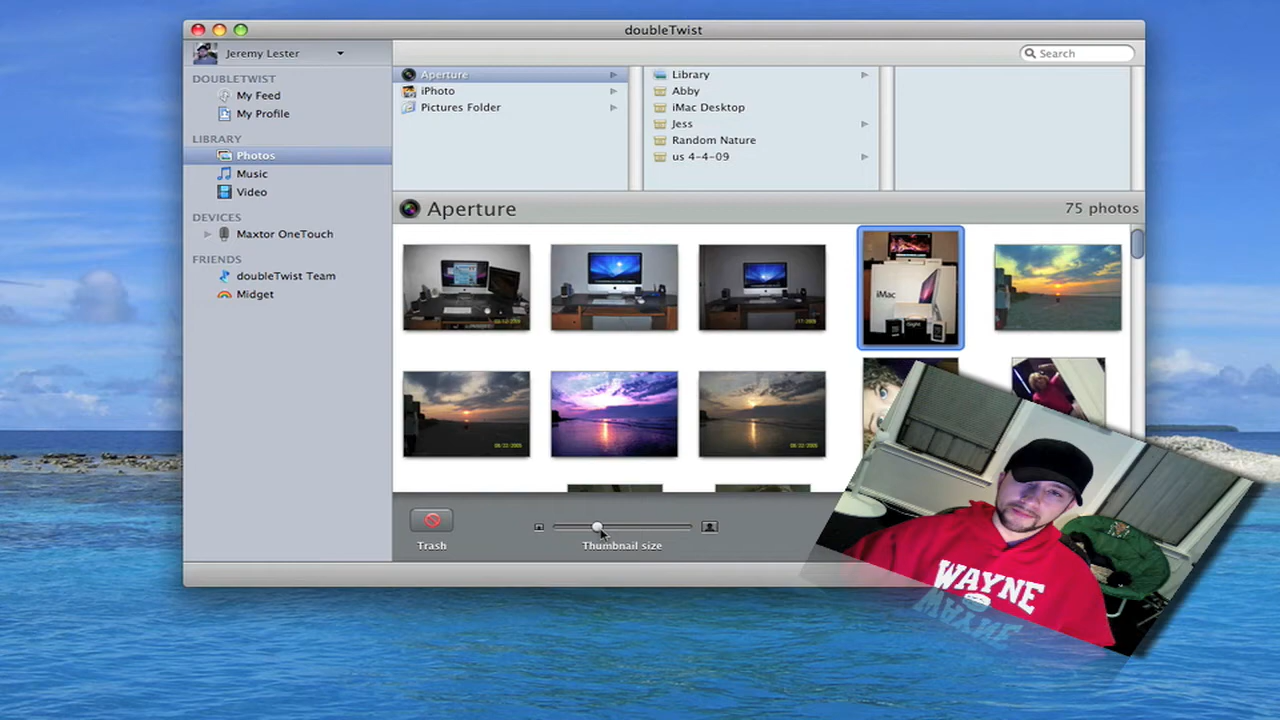 doubleTwist
Jeremy Lester
Search
DOUBLETWIST
My Feed
My Profile
LIBRARY
Photos
Music
Video
DEVICES
Maxtor OneTouch
FRIENDS
doubleTwist Team
Midget
Aperture
iPhoto
Pictures Folder
Library
Abby
iMac Desktop
Jess
Random Nature
us 4-4-09
Aperture
75 photos
iMac
iSight
Trash
Thumbnail size
WAYNE